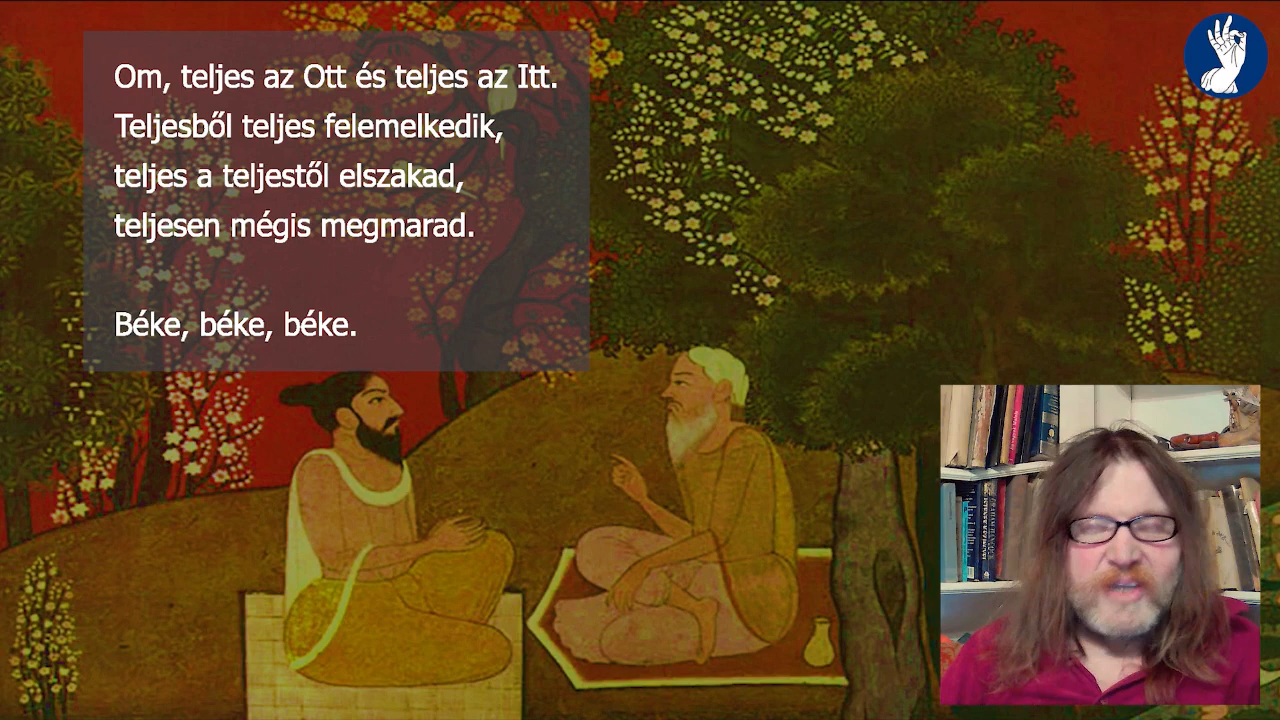 Om, teljes az Ott és teljes az Itt.
Teljesből teljes felemelkedik,
teljes a teljestől elszakad,
teljesen mégis megmarad.
Béke, béke, béke.